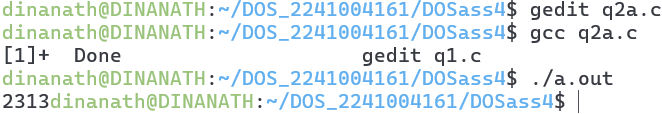 dinanath@DINANATH:~/DOS_2241004161/DOSass4$ gedit q2a.c
dinanath@DINANATH:~/DOS_2241004161/DOSass4$ gcc q2a.c
[1]+  Done                    gedit q1.c
dinanath@DINANATH:~/DOS_2241004161/DOSass4$ ./a.out
2313dinanath@DINANATH:~/DOS_2241004161/DOSass4$